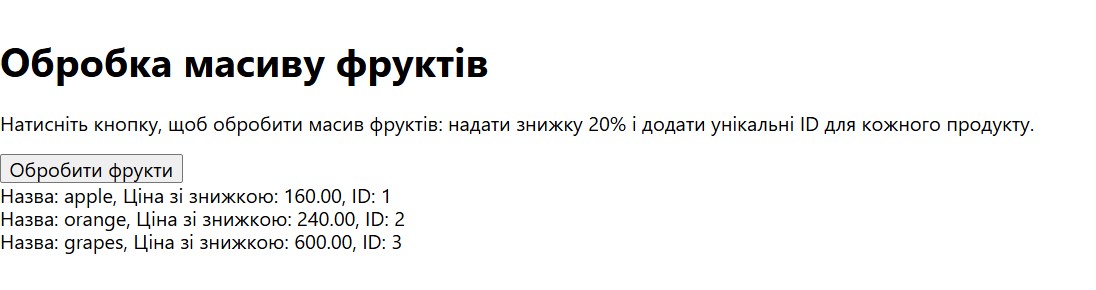 Обробка масиву фруктів
Натисніть кнопку, щоб обробити масив фруктів: надати знижку 20% і додати унікальні ID для кожного продукту.
Обробити фрукти
Назва: apple, Ціна зі знижкою: 160.00, ID: 1
Назва: orange, Ціна зі знижкою: 240.00, ID: 2
Назва: grapes, Ціна зі знижкою: 600.00, ID: 3